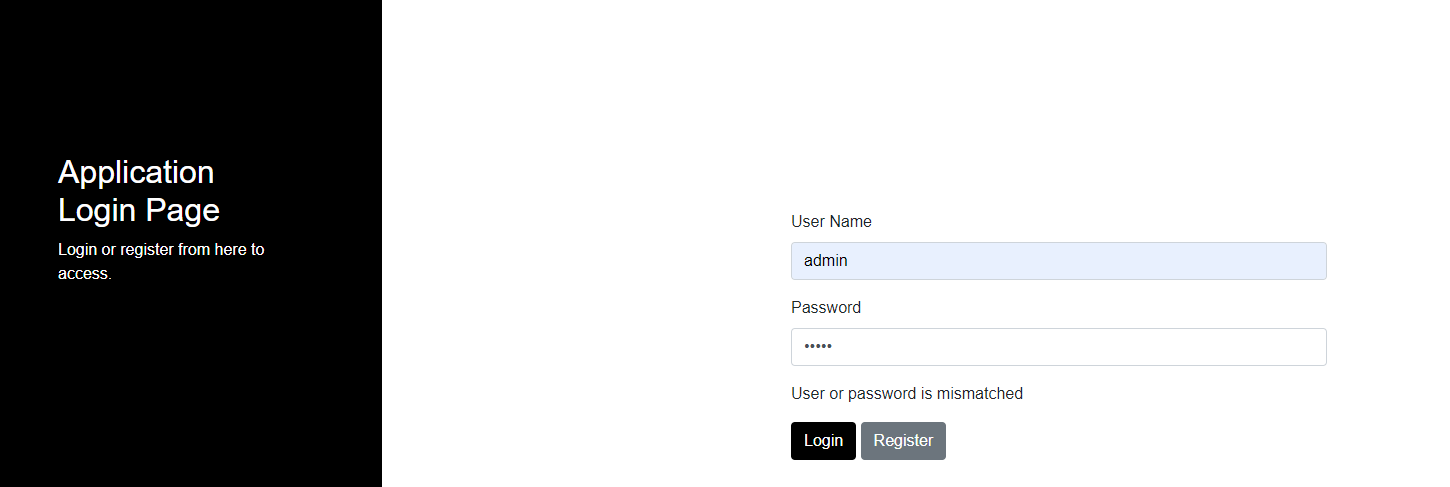 Application
Login Page
Login or register from here to
access.
User Name
admin
Password
•••••
User or password is mismatched
Login
Register